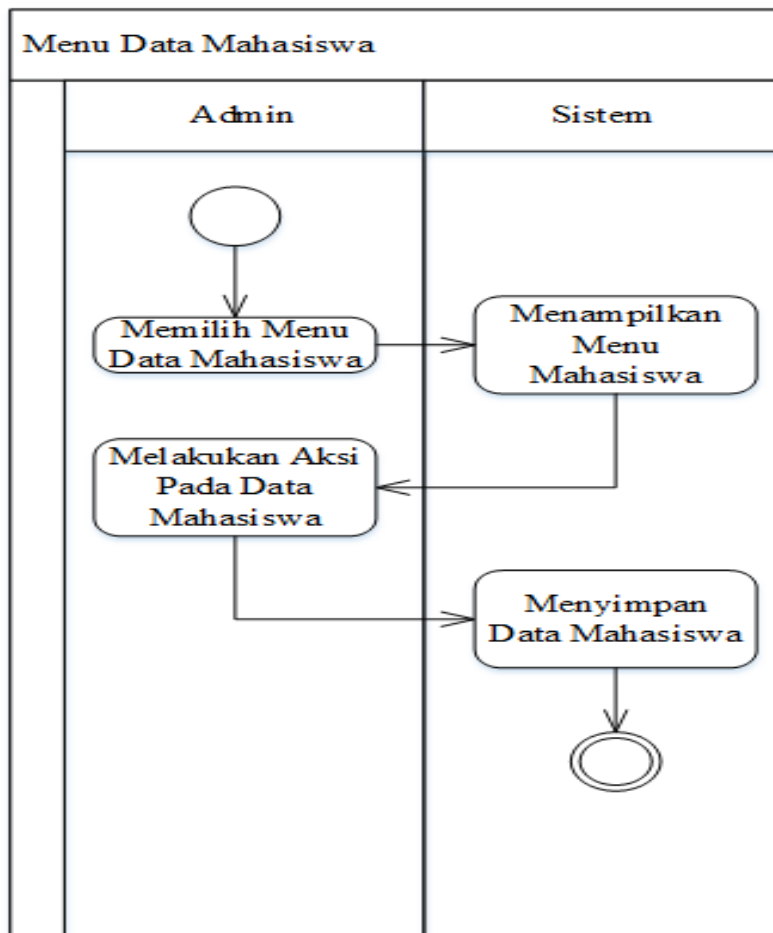 Menu Data Mahasiswa
Admin
Sistem
Memilih Menu
Data Mahasiswa
Menampilkan
Menu
Mahasiswa
Melakukan Aksi
Pada Data
Mahasiswa
Menyimpan
Data Mahasiswa